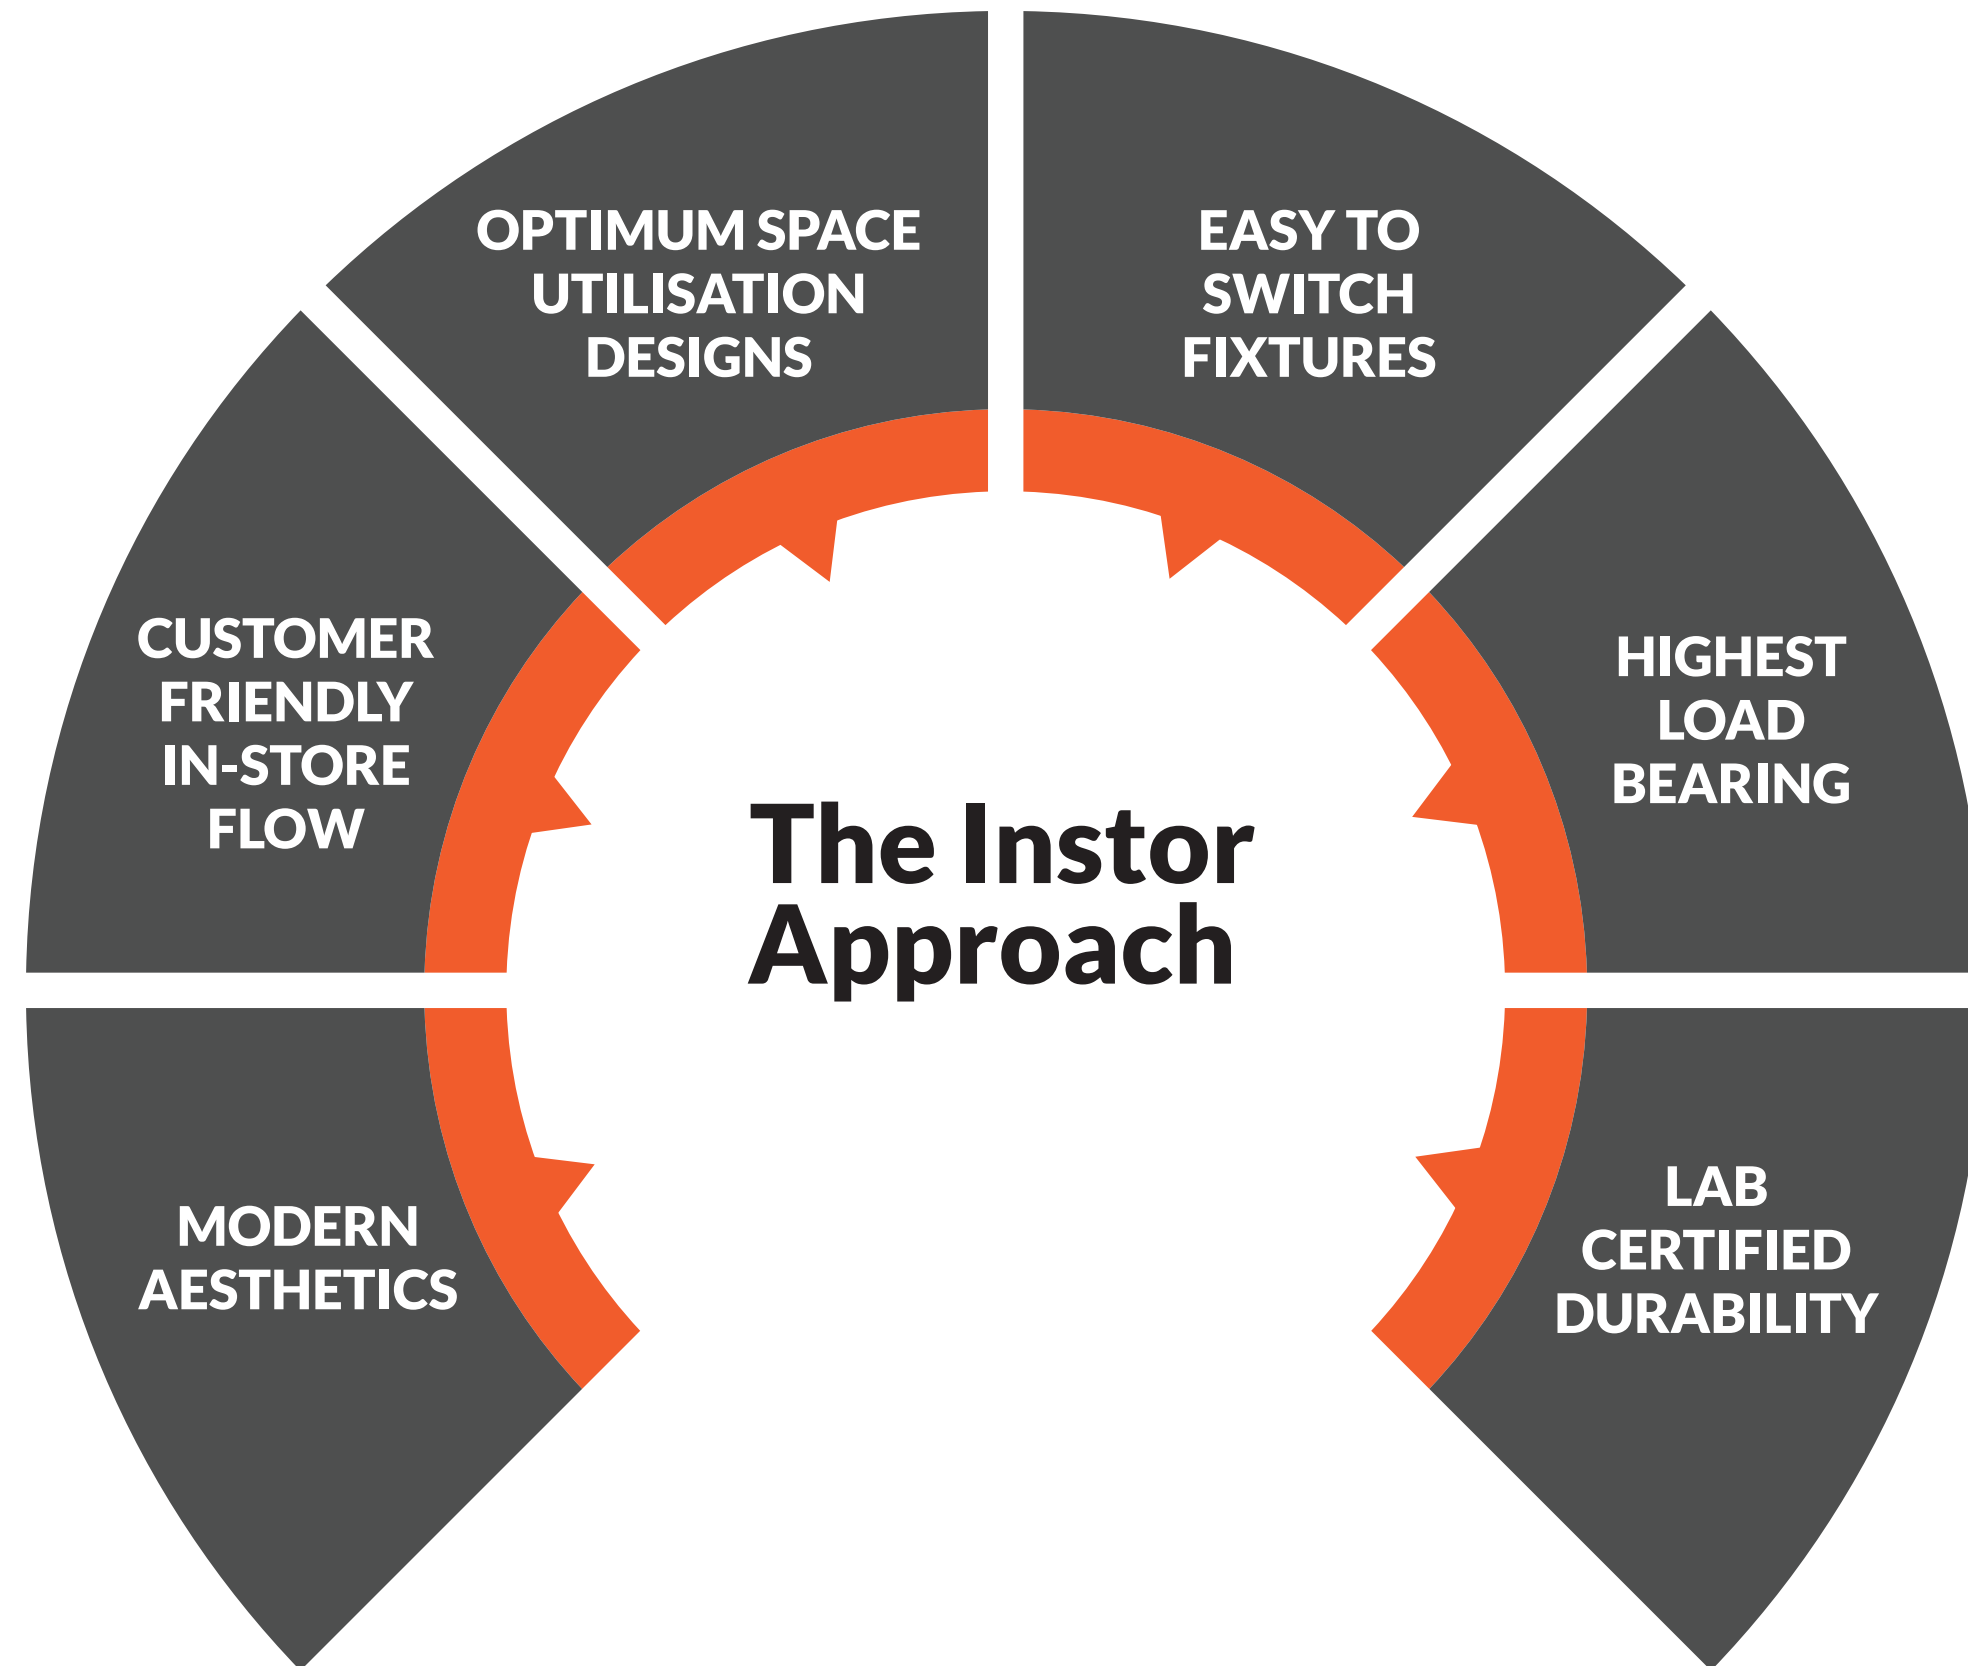 OPTIMUM SPACE
UTILISATION
DESIGNS
EASY TO
SWITCH
FIXTURES
CUSTOMER
FRIENDLY
IN-STORE
FLOW
HIGHEST
LOAD
BEARING
The Instor
Approach
MODERN
AESTHETICS
LAB
CERTIFIED
DURABILITY